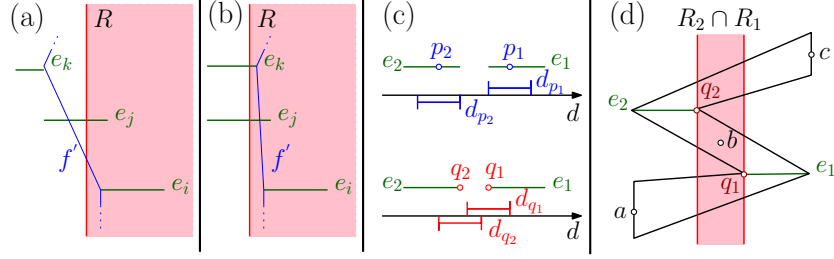 (a)
R
e_k
e_j
f'
e_i
(b)
R
e_k
e_j
f'
e_i
(c)
p_2 p_1
e_2 e_1
d_{p_1}
d_{p_2}
d
q_2 q_1
e_2 e_1
d_{q_1}
d_{q_2}
d
(d)
R_2 ∩ R_1
c
e_2
q_2
b
q_1
e_1
a